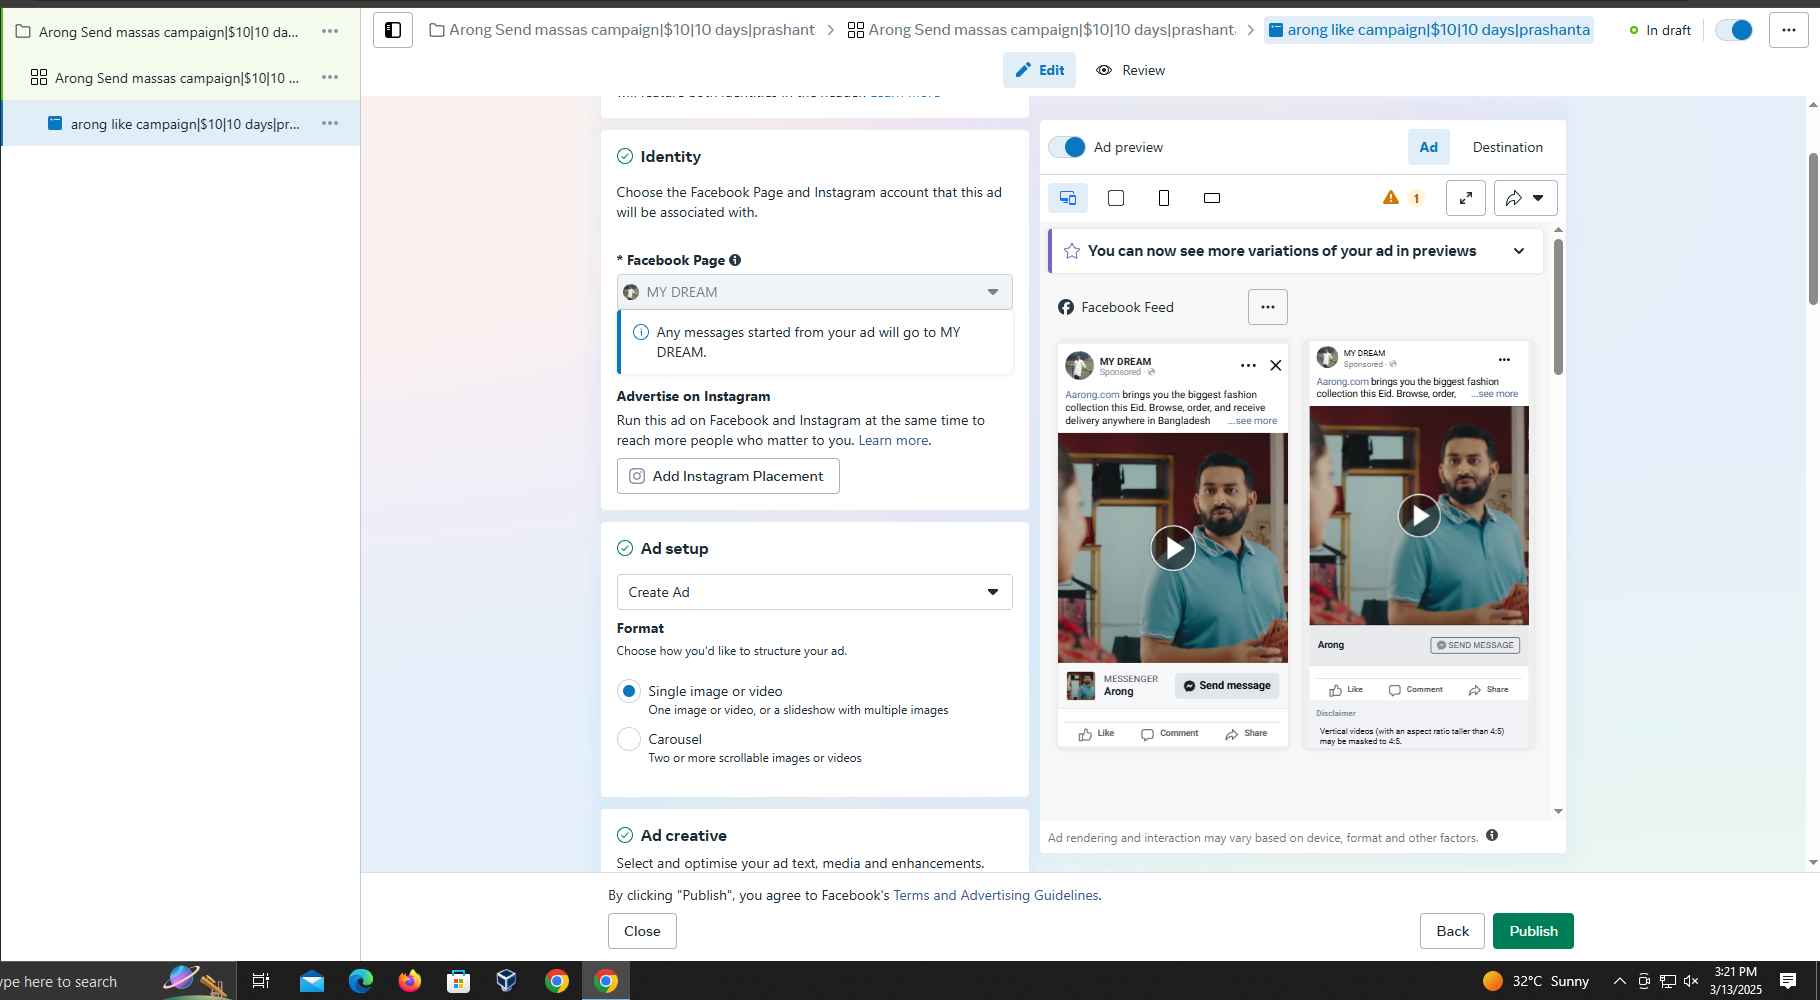 Arong Send massas campaign|$10|10 da...
Arong Send massas campaign|$10|10 ...
arong like campaign|$10|10 days|pr...
Arong Send massas campaign|$10|10 days|prashant
Arong Send massas campaign|$10|10 days|prashant
arong like campaign|$10|10 days|prashanta
In draft
Edit
Review
will feature both identities in the header. Learn more
Identity
Choose the Facebook Page and Instagram account that this ad
will be associated with.
* Facebook Page
MY DREAM
Any messages started from your ad will go to MY
DREAM.
Advertise on Instagram
Run this ad on Facebook and Instagram at the same time to
reach more people who matter to you. Learn more.
Add Instagram Placement
Ad setup
Create Ad
Format
Choose how you'd like to structure your ad.
Single image or video
One image or video, or a slideshow with multiple images
Carousel
Two or more scrollable images or videos
Ad creative
Select and optimise your ad text, media and enhancements.
Ad preview
Ad
Destination
1
You can now see more variations of your ad in previews
Facebook Feed
MY DREAM
Sponsored ·
Aarong.com brings you the biggest fashion
collection this Eid. Browse, order, and receive
delivery anywhere in Bangladesh ...see more
MESSENGER
Arong
Send message
Like
Comment
Share
MY DREAM
Sponsored ·
Aarong.com brings you the biggest fashion
collection this Eid. Browse, order, ...see more
Arong
SEND MESSAGE
Like
Comment
Share
Disclaimer
Vertical videos (with an aspect ratio taller than 4:5)
may be masked to 4:5.
Ad rendering and interaction may vary based on device, format and other factors.
By clicking "Publish", you agree to Facebook's Terms and Advertising Guidelines.
Close
Back
Publish
ype here to search
32°C Sunny
3:21 PM
3/13/2025